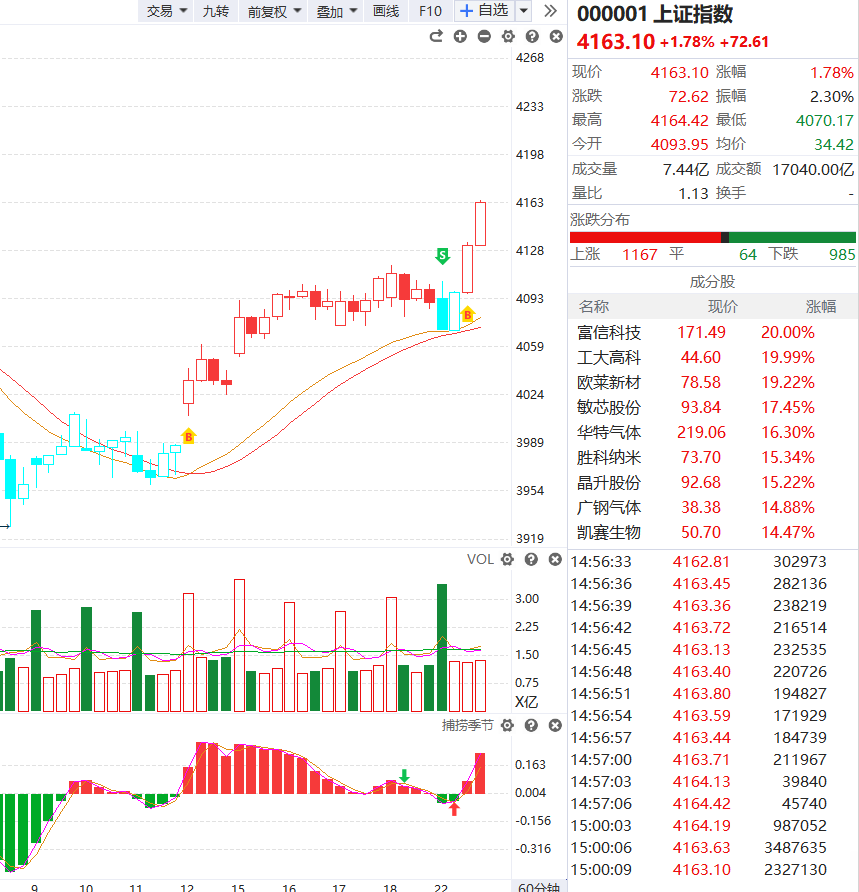 交易 九转 前复权 叠加 画线 F10 自选
4268
4233
4198
4163
4128
4093
4059
4024
3989
3954
3919
S
B
B
VOL
3.00
2.25
1.50
0.75
X亿
捕捞季节
0.163
0.004
-0.156
-0.316
9 10 11 12 15 16 17 18 22 60分钟
000001 上证指数
4163.10 +1.78% +72.61
现价 4163.10 涨幅 1.78%
涨跌 72.62 振幅 2.30%
最高 4164.42 最低 4070.17
今开 4093.95 均价 34.42
成交量 7.44亿 成交额 17040.00亿
量比 1.13 换手 -
涨跌分布
上涨 1167 平 64 下跌 985
成分股
名称 现价 涨幅
富信科技 171.49 20.00%
工大高科 44.60 19.99%
欧莱新材 78.58 19.22%
敏芯股份 93.84 17.45%
华特气体 219.06 16.30%
胜科纳米 73.70 15.34%
晶升股份 92.68 15.22%
广钢气体 38.38 14.88%
凯赛生物 50.70 14.47%
14:56:33 4162.81 302973
14:56:36 4163.45 282136
14:56:39 4163.36 238219
14:56:42 4163.72 216514
14:56:45 4163.13 232535
14:56:48 4163.40 220726
14:56:51 4163.80 194827
14:56:54 4163.59 171929
14:56:57 4163.44 184739
14:57:00 4163.71 211967
14:57:03 4164.13 39840
14:57:06 4164.42 45740
15:00:03 4164.19 987052
15:00:06 4163.63 3487635
15:00:09 4163.10 2327130